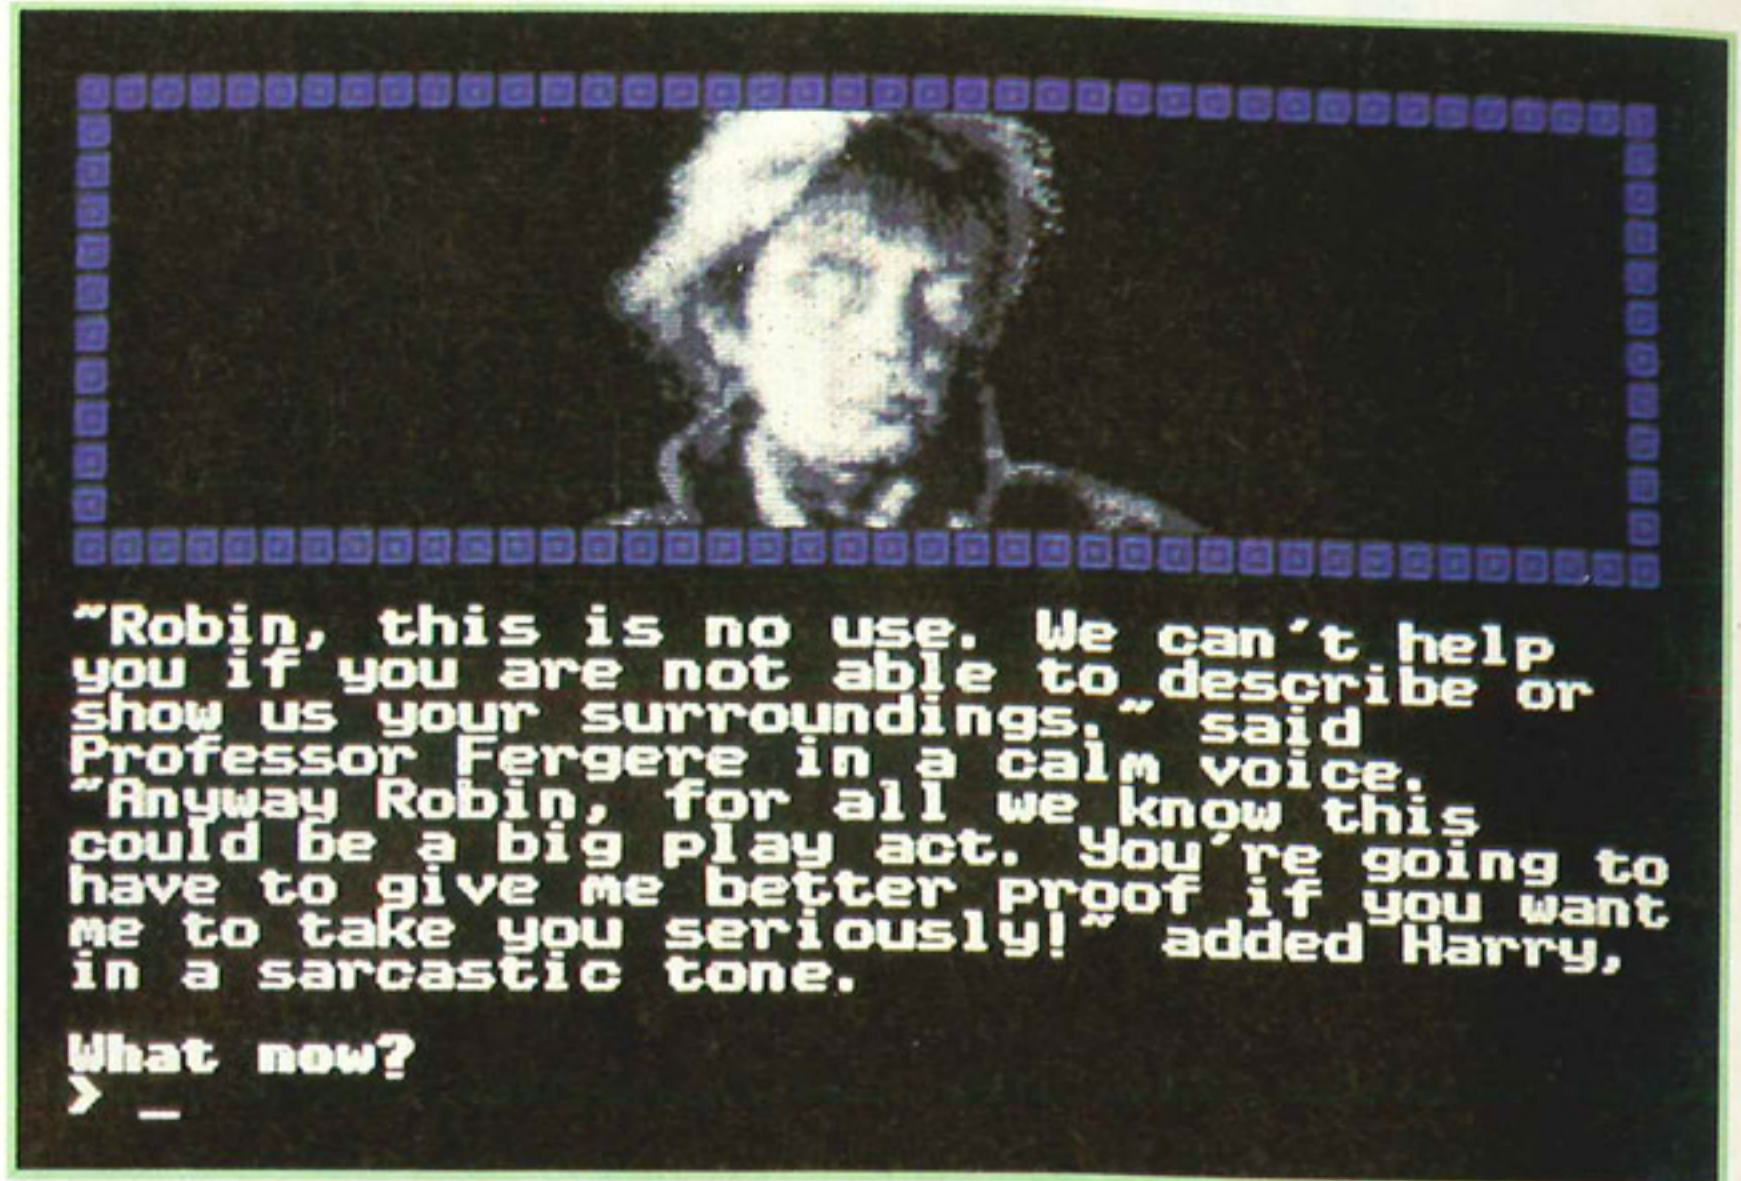 "Robin, this is no use. We can't help
you if you are not able to describe or
show us your surroundings." said
Professor Fergere in a calm voice.
"Anyway Robin, for all we know this
could be a big play act. You're going to
have to give me better proof if you want
me to take you seriously!" added Harry,
in a sarcastic tone.
What now?
> _